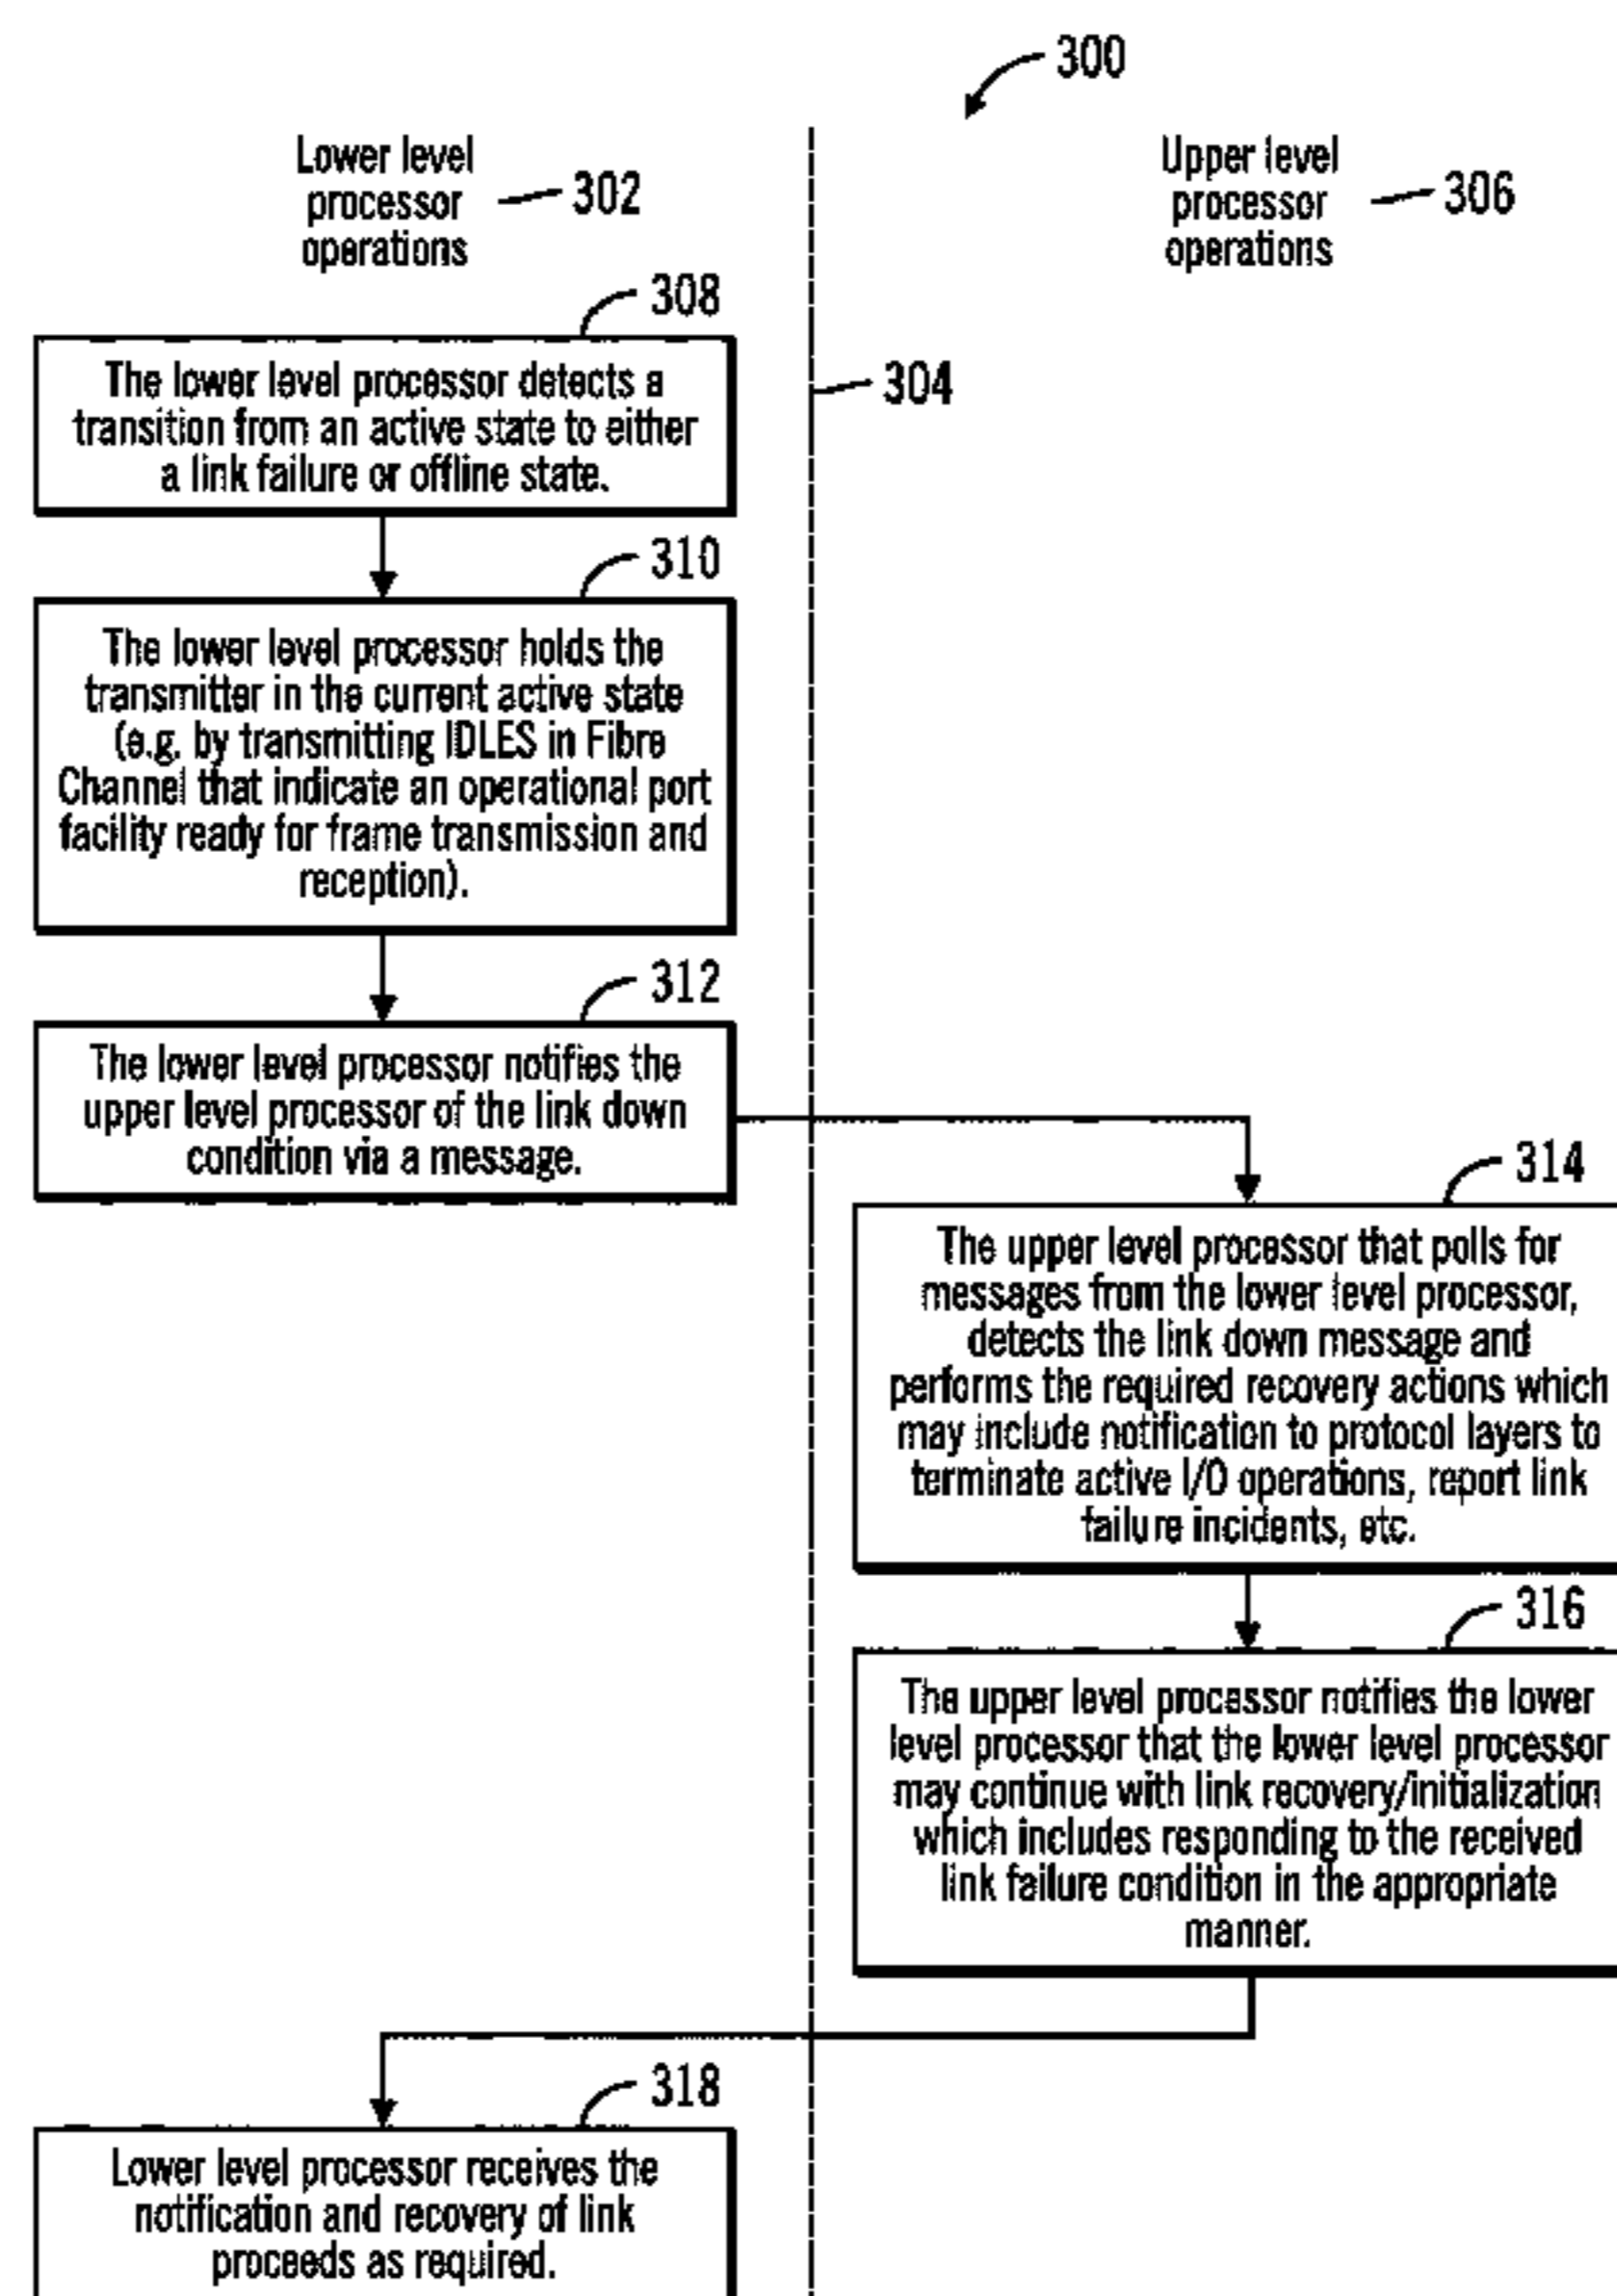 300
Lower level
processor
operations
302
Upper level
processor
operations
306
308
The lower level processor detects a
transition from an active state to either
a link failure or offline state.
304
310
The lower level processor holds the
transmitter in the current active state
(e.g. by transmitting IDLES in Fibre
Channel that indicate an operational port
facility ready for frame transmission and
reception).
312
The lower level processor notifies the
upper level processor of the link down
condition via a message.
314
The upper level processor that polls for
messages from the lower level processor,
detects the link down message and
performs the required recovery actions which
may include notification to protocol layers to
terminate active I/O operations, report link
failure incidents, etc.
316
The upper level processor notifies the lower
level processor that the lower level processor
may continue with link recovery/initialization
which includes responding to the received
link failure condition in the appropriate
manner.
318
Lower level processor receives the
notification and recovery of link
proceeds as required.